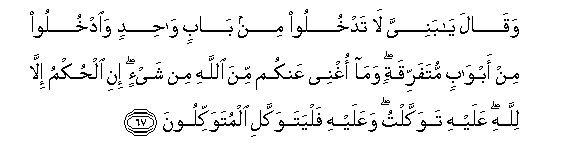 وَقَالَ يَـٰبَنِىَّ لَا تَدْخُلُوا۟ مِنۢ بَابٍ وَٰحِدٍ وَٱدْخُلُوا۟
مِنْ أَبْوَٰبٍ مُّتَفَرِّقَةٍ ۖ وَمَآ أُغْنِى عَنكُم مِّنَ ٱللَّهِ مِن شَىْءٍ ۖ إِنِ ٱلْحُكْمُ إِلَّا
لِلَّهِ ۖ عَلَيْهِ تَوَكَّلْتُ ۖ وَعَلَيْهِ فَلْيَتَوَكَّلِ ٱلْمُتَوَكِّلُونَ ٦٧